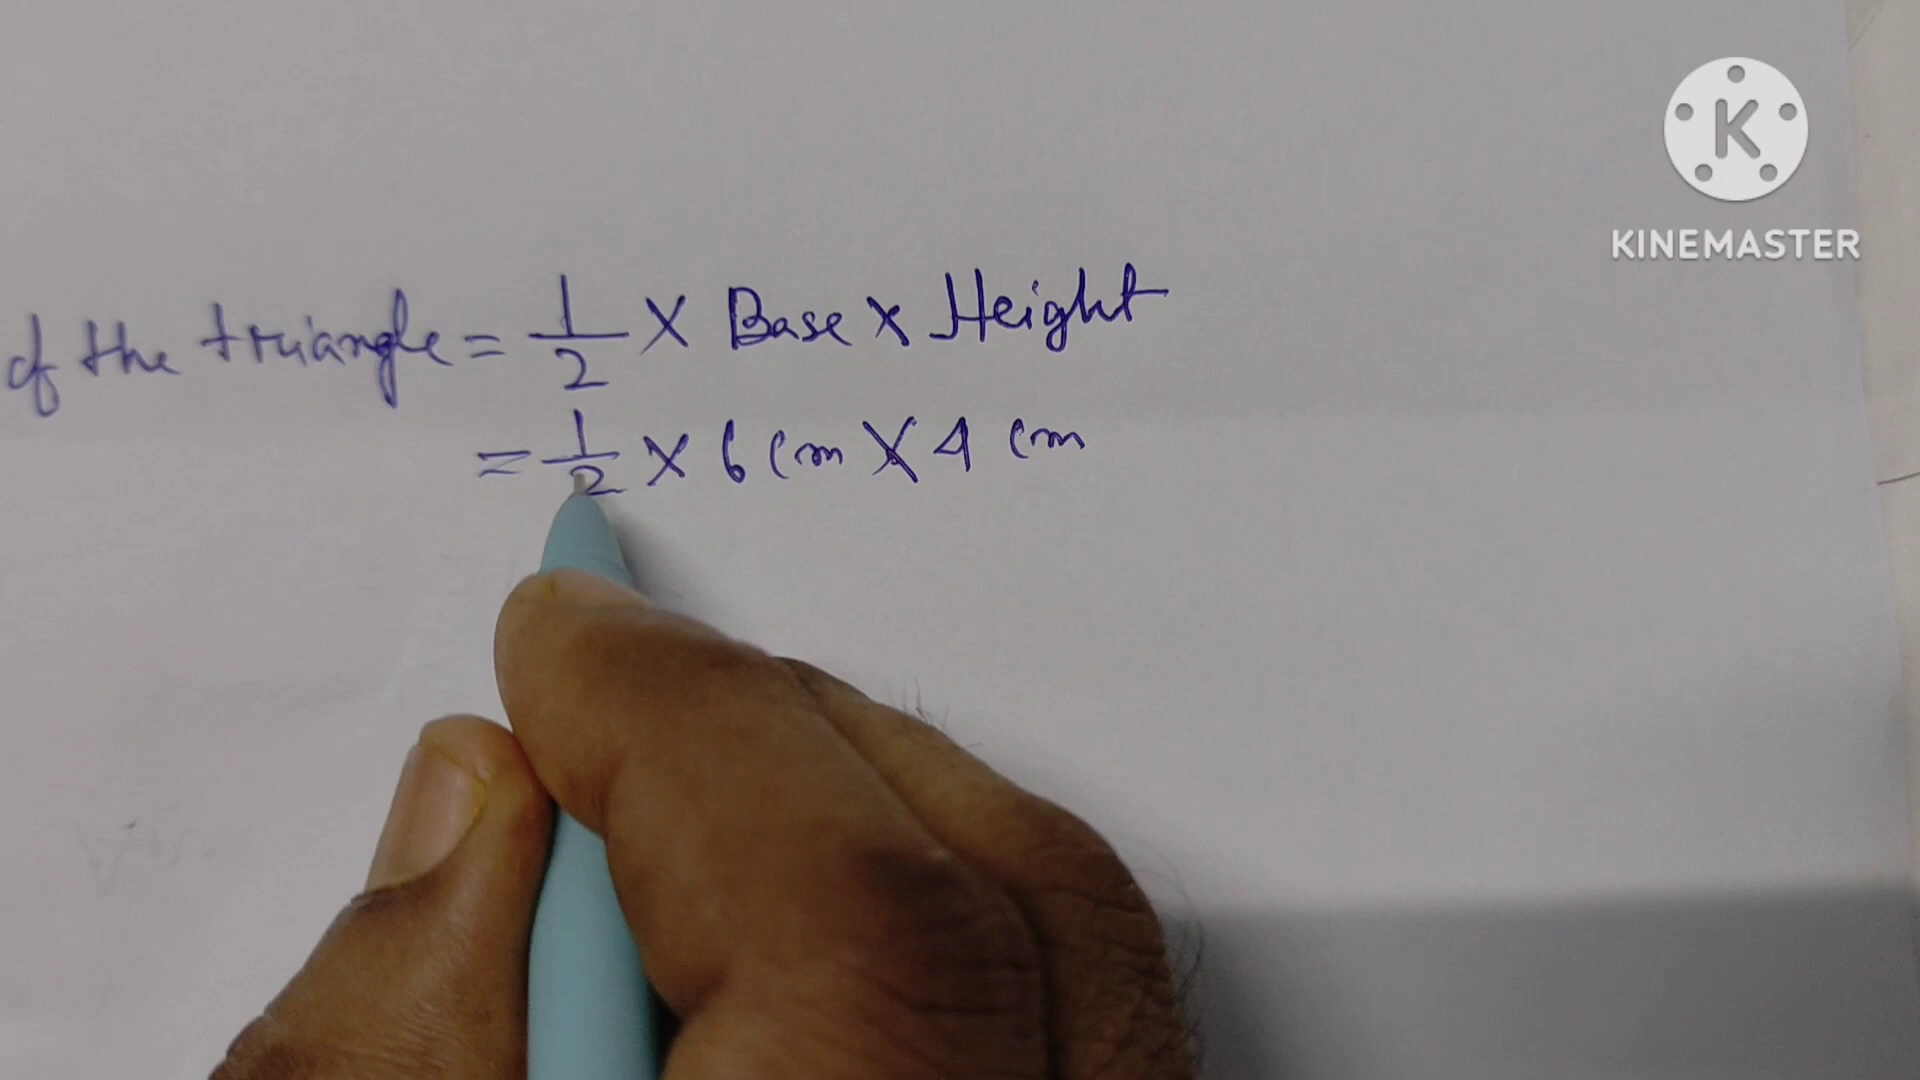 K
KINEMASTER
of the triangle = 1/2 × Base × Height
= 1/2 × 6 cm × 4 cm